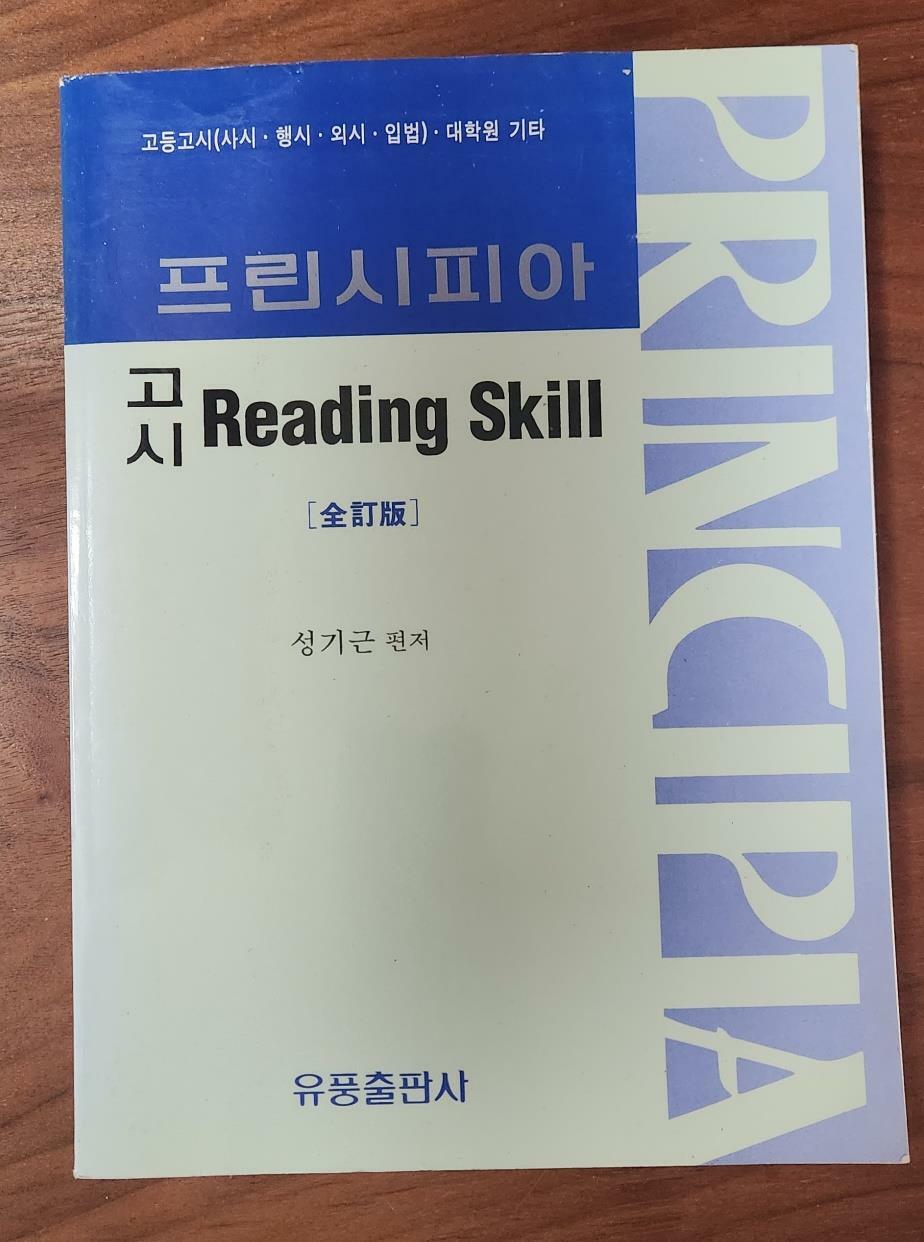 고등고시(사시 · 행시 · 외시 · 입법) · 대학원 기타
프린시피아
고시 Reading Skill
[全訂版]
성기근 편저
유풍출판사
PRINCIPIA